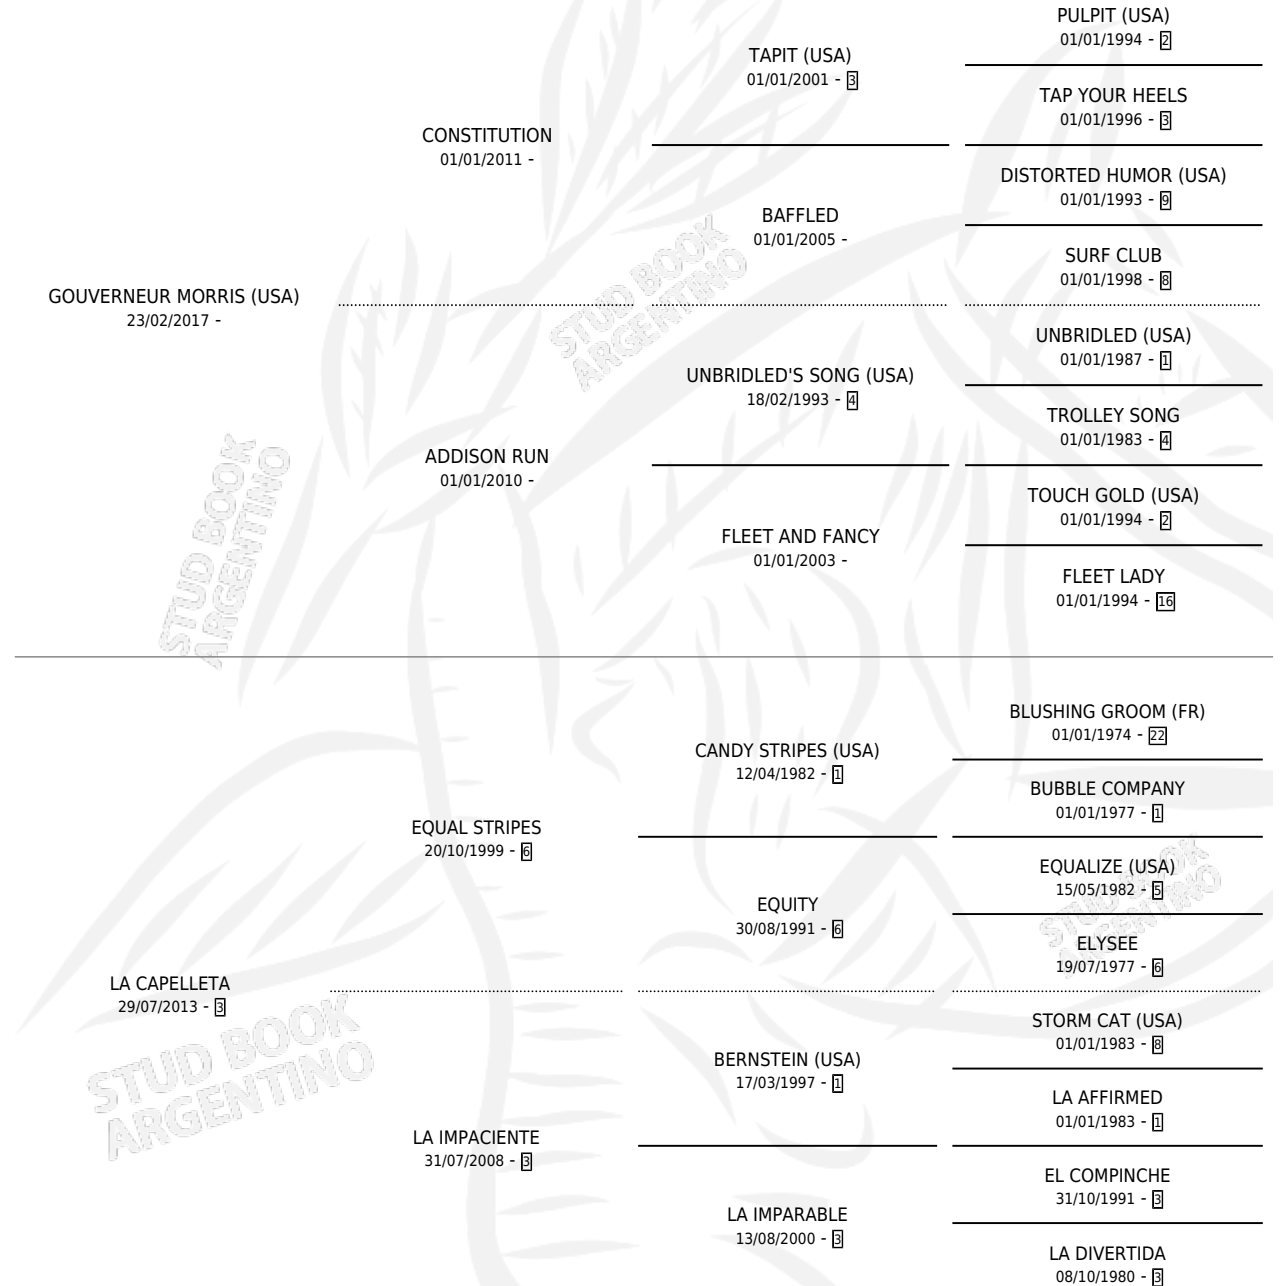 PULPIT (USA)
01/01/1994 - 2
TAPIT (USA)
01/01/2001 - 3
TAP YOUR HEELS
01/01/1996 - 3
CONSTITUTION
01/01/2011 -
DISTORTED HUMOR (USA)
01/01/1993 - 9
BAFFLED
01/01/2005 -
SURF CLUB
01/01/1998 - 8
GOUVERNEUR MORRIS (USA)
23/02/2017 -
UNBRIDLED (USA)
01/01/1987 - 1
UNBRIDLED'S SONG (USA)
18/02/1993 - 4
TROLLEY SONG
01/01/1983 - 4
ADDISON RUN
01/01/2010 -
TOUCH GOLD (USA)
01/01/1994 - 2
FLEET AND FANCY
01/01/2003 -
FLEET LADY
01/01/1994 - 16
BLUSHING GROOM (FR)
01/01/1974 - 22
CANDY STRIPES (USA)
12/04/1982 - 1
BUBBLE COMPANY
01/01/1977 - 1
EQUAL STRIPES
20/10/1999 - 6
EQUALIZE (USA)
15/05/1982 - 5
EQUITY
30/08/1991 - 6
ELYSEE
19/07/1977 - 6
LA CAPELLETA
29/07/2013 - 3
STORM CAT (USA)
01/01/1983 - 8
BERNSTEIN (USA)
17/03/1997 - 1
LA AFFIRMED
01/01/1983 - 1
LA IMPACIENTE
31/07/2008 - 3
EL COMPINCHE
31/10/1991 - 3
LA IMPARABLE
13/08/2000 - 3
LA DIVERTIDA
08/10/1980 - 3
STUD BOOK
ARGENTINO
STUD BOOK
ARGENTINO
STUD BOOK
ARGENTINO
STUD BOOK
ARGENTINO